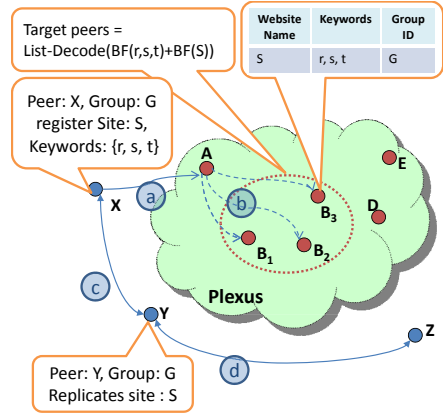 Target peers =
List-Decode(BF(r,s,t)+BF(S))
Website Name Keywords Group ID
S r, s, t G
Peer: X, Group: G
register Site: S,
Keywords: {r, s, t}
A
E
X
a
b
B3
D
B1
B2
c
Plexus
Y
Z
d
Peer: Y, Group: G
Replicates site : S